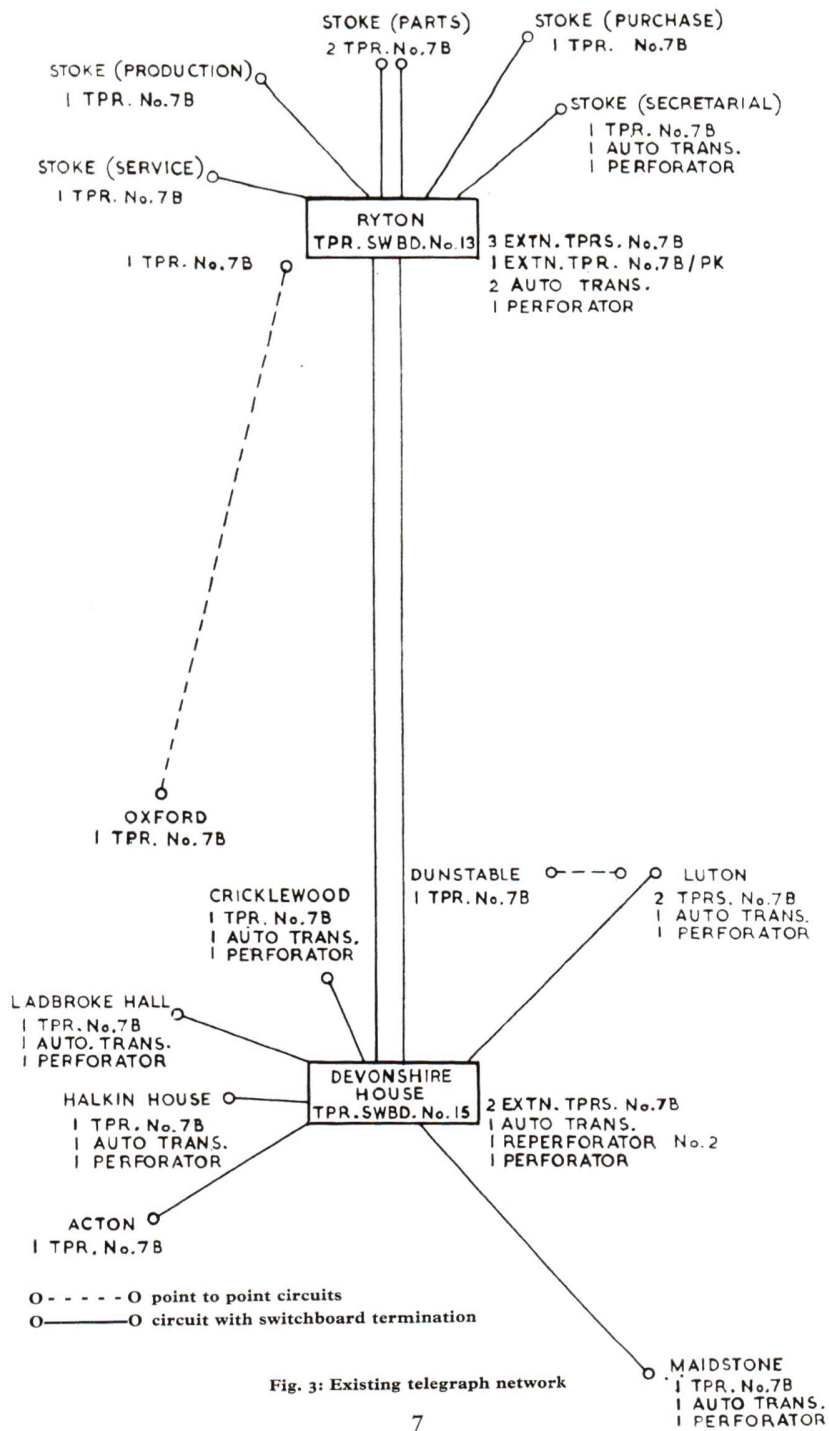 STOKE (PARTS)
2 TPR. No.7B
STOKE (PURCHASE)
1 TPR. No.7B
STOKE (PRODUCTION)
1 TPR. No.7B
STOKE (SECRETARIAL)
1 TPR. No.7B
1 AUTO TRANS.
1 PERFORATOR
STOKE (SERVICE)
1 TPR. No.7B
RYTON
TPR. SWBD. No.13
3 EXTN. TPRS. No.7B
1 EXTN. TPR. No.7B/PK
2 AUTO TRANS.
1 PERFORATOR
1 TPR. No.7B
OXFORD
1 TPR. No.7B
DUNSTABLE
1 TPR. No.7B
LUTON
2 TPRS. No.7B
1 AUTO TRANS.
1 PERFORATOR
CRICKLEWOOD
1 TPR. No.7B
1 AUTO TRANS.
1 PERFORATOR
LADBROKE HALL
1 TPR. No.7B
1 AUTO. TRANS.
1 PERFORATOR
HALKIN HOUSE
1 TPR. No.7B
1 AUTO TRANS.
1 PERFORATOR
DEVONSHIRE
HOUSE
TPR. SWBD. No.15
2 EXTN. TPRS. No.7B
1 AUTO TRANS.
1 REPERFORATOR No.2
1 PERFORATOR
ACTON
1 TPR. No.7B
O-----O point to point circuits
O———O circuit with switchboard termination
MAIDSTONE
1 TPR. No.7B
1 AUTO TRANS.
1 PERFORATOR
Fig. 3: Existing telegraph network
7